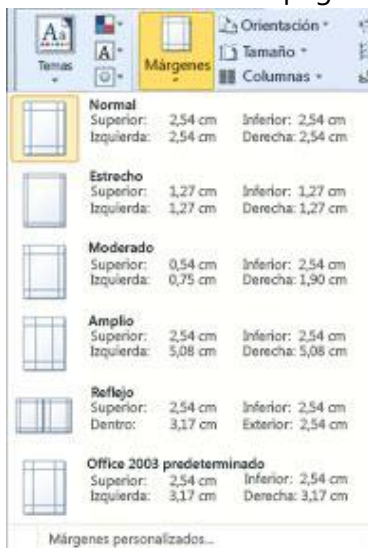 Temas
Márgenes
Orientación
Tamaño
Columnas
Normal
Superior: 2,54 cm Inferior: 2,54 cm
Izquierda: 2,54 cm Derecha: 2,54 cm
Estrecho
Superior: 1,27 cm Inferior: 1,27 cm
Izquierda: 1,27 cm Derecha: 1,27 cm
Moderado
Superior: 0,54 cm Inferior: 2,54 cm
Izquierda: 0,75 cm Derecha: 1,90 cm
Amplio
Superior: 2,54 cm Inferior: 2,54 cm
Izquierda: 5,08 cm Derecha: 5,08 cm
Reflejo
Superior: 2,54 cm Inferior: 2,54 cm
Dentro: 3,17 cm Exterior: 2,54 cm
Office 2003 predeterminado
Superior: 2,54 cm Inferior: 2,54 cm
Izquierda: 3,17 cm Derecha: 3,17 cm
Márgenes personalizados...